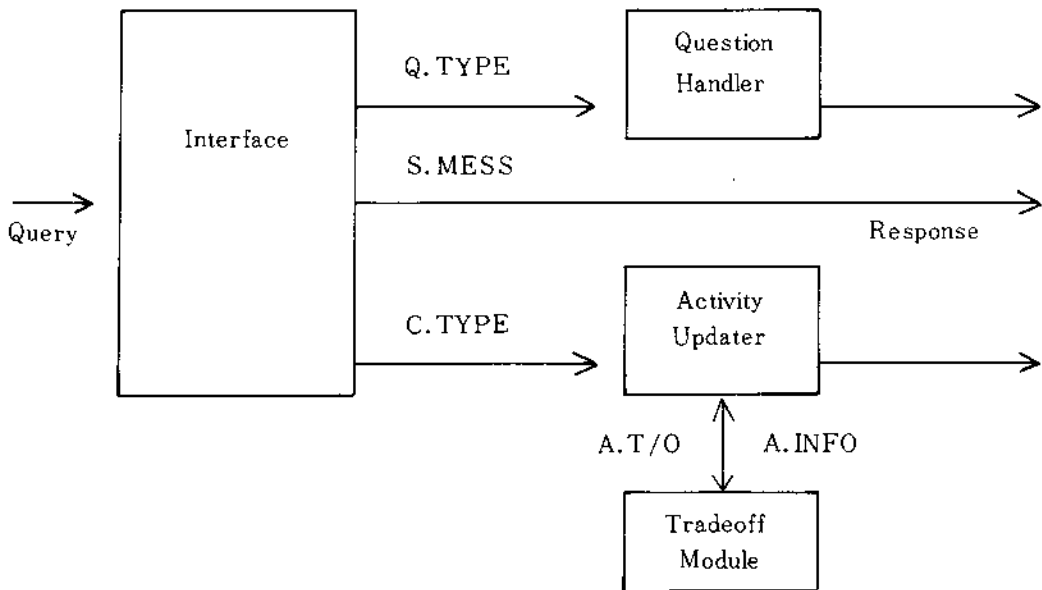 Question
Handler
Q.TYPE
Interface
S.MESS
Query
Response
Activity
Updater
C.TYPE
A.T/O
A.INFO
Tradeoff
Module